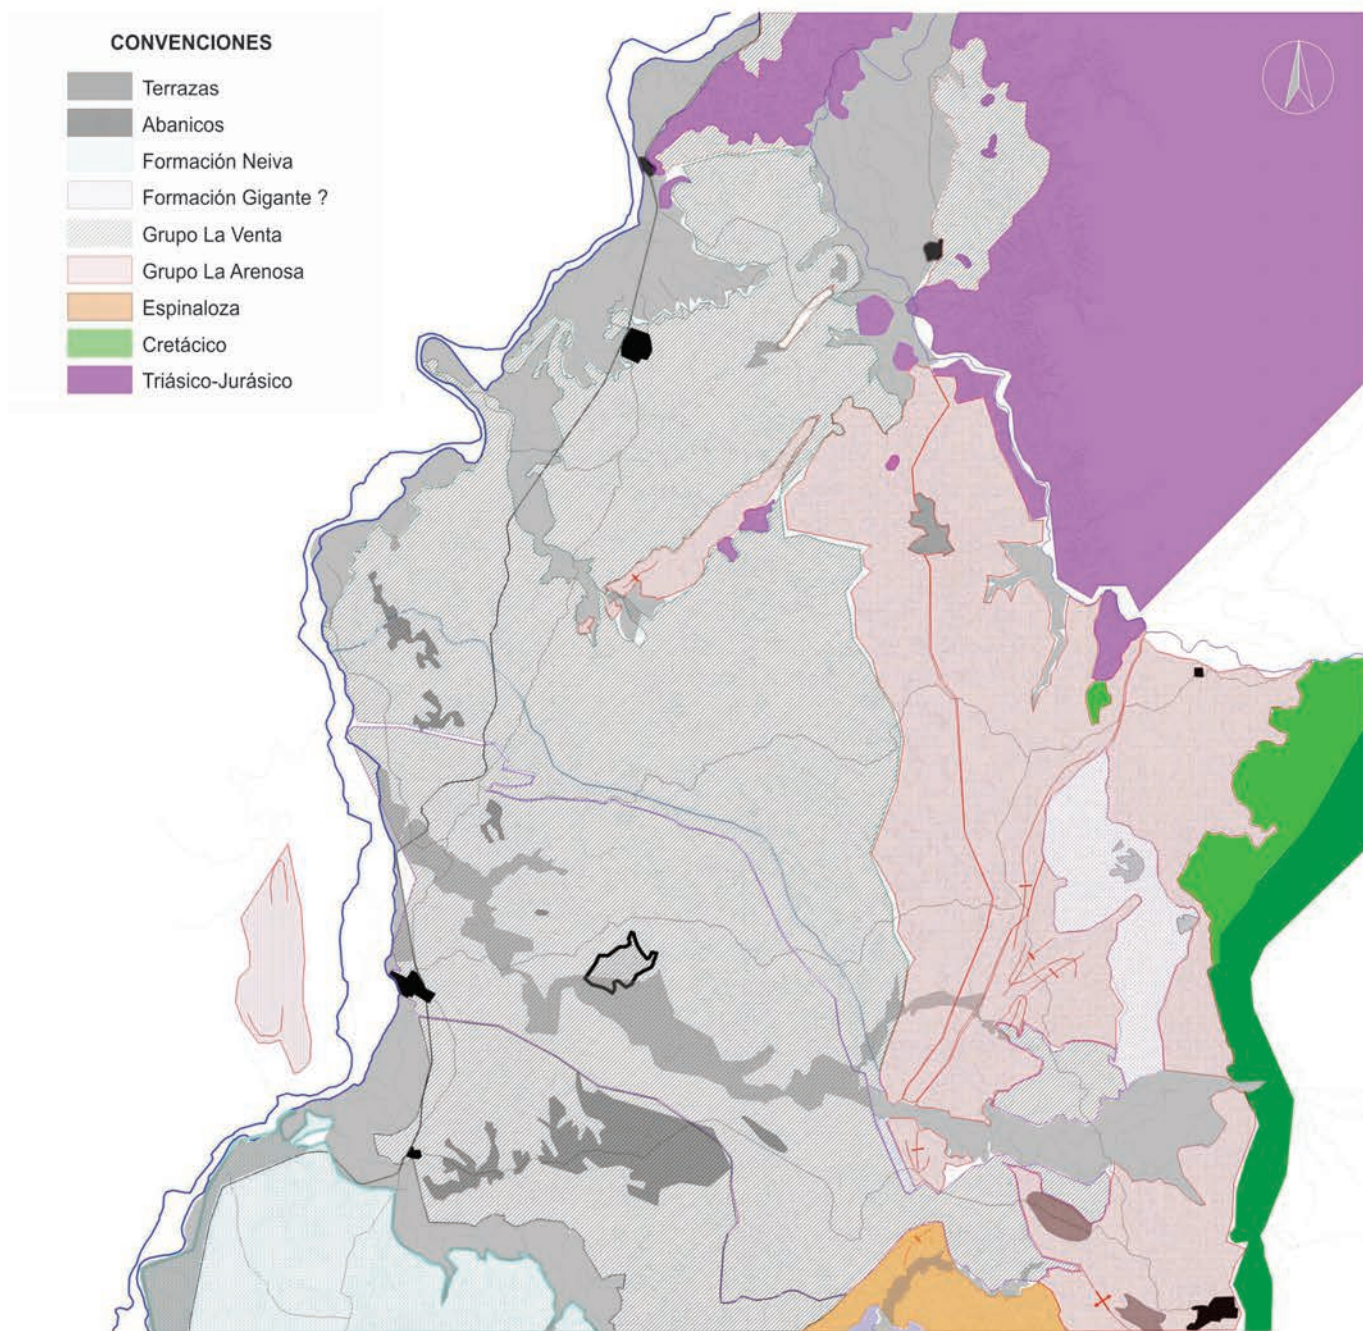 CONVENCIONES
Terrazas
Abanicos
Formación Neiva
Formación Gigante ?
Grupo La Venta
Grupo La Arenosa
Espinaloza
Cretácico
Triásico-Jurásico